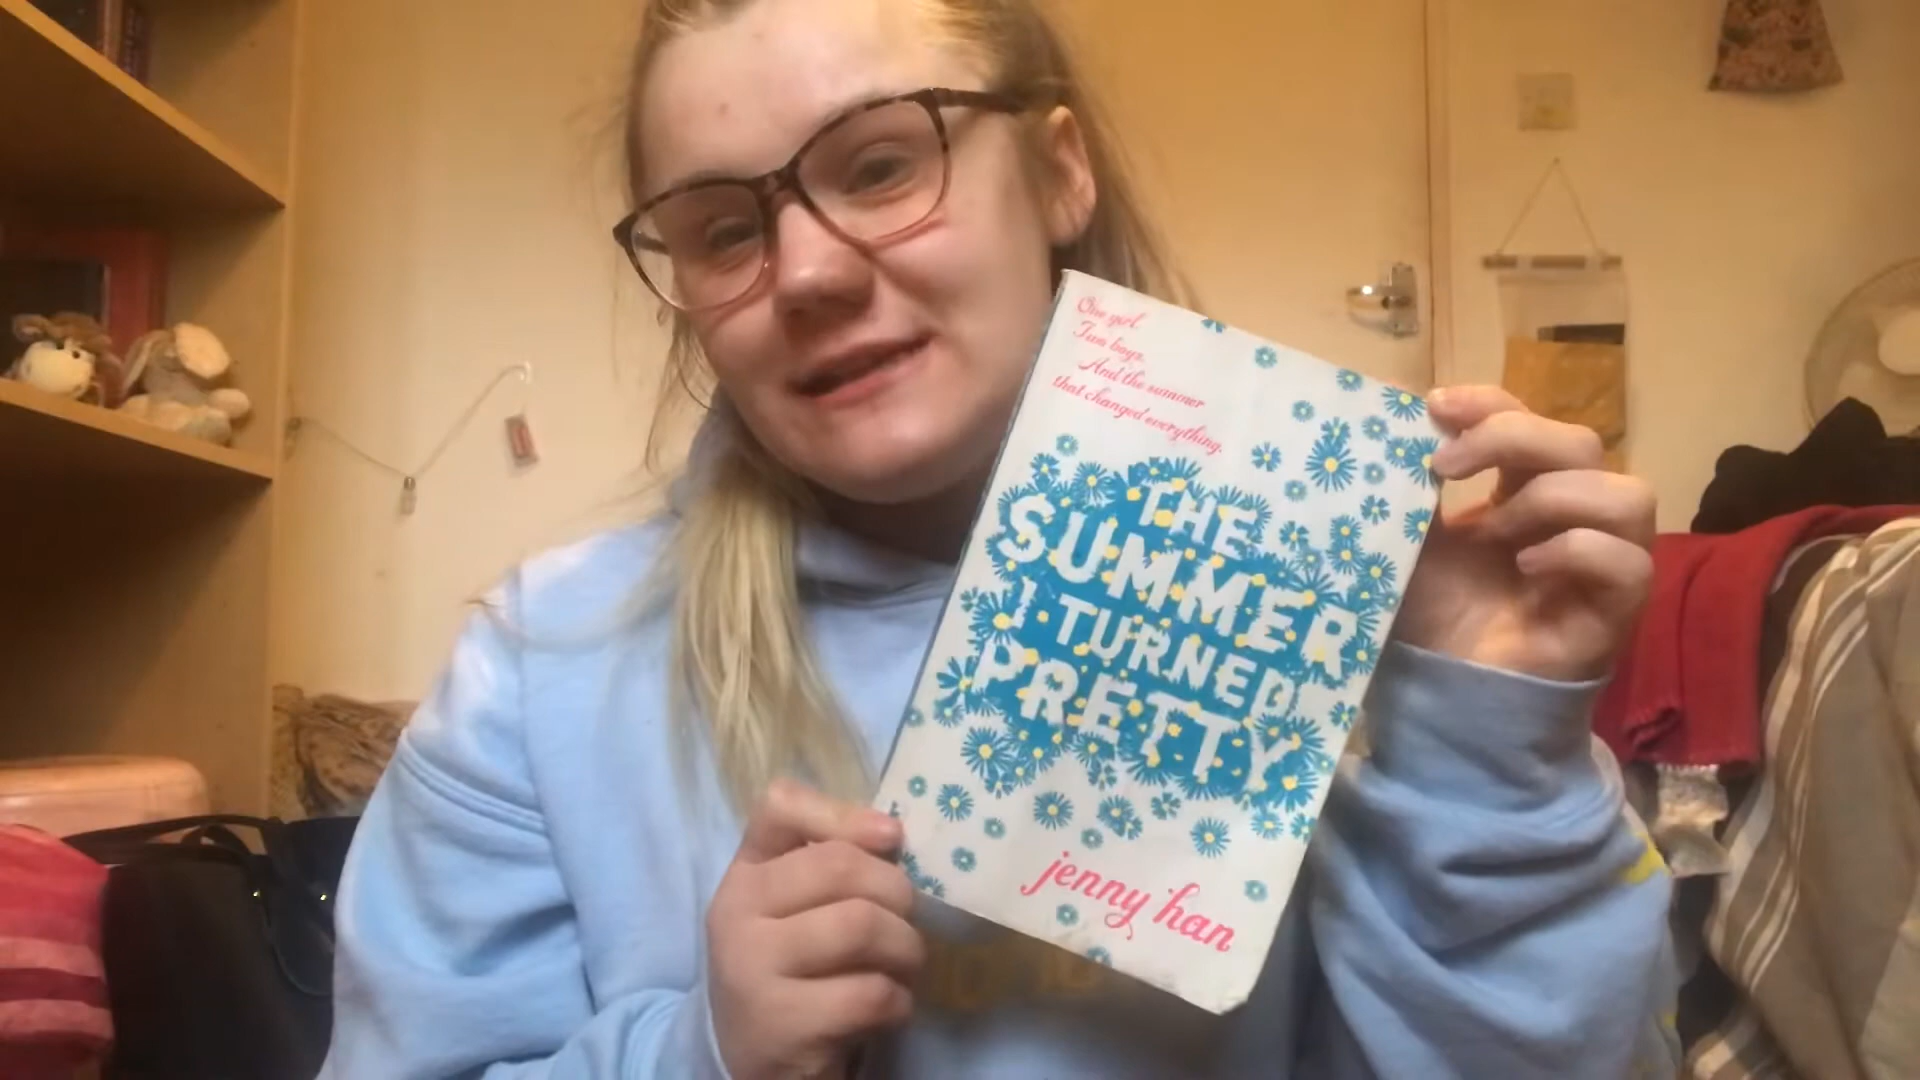 One girl.
Two boys.
And the summer
that changed everything.
THE
SUMMER
I TURNED
PRETTY
jenny han